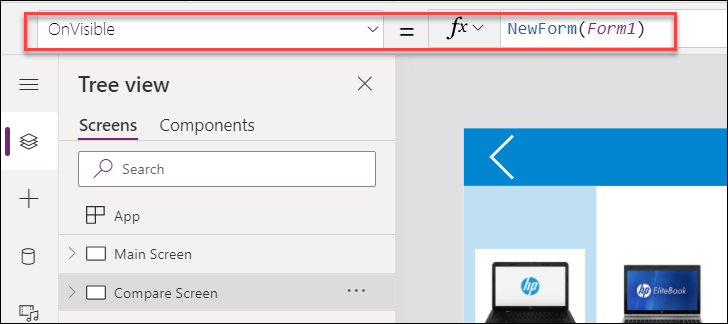 OnVisible = fx NewForm(Form1)
Tree view
Screens Components
Search
App
Main Screen
Compare Screen ...
hp hp EliteBook